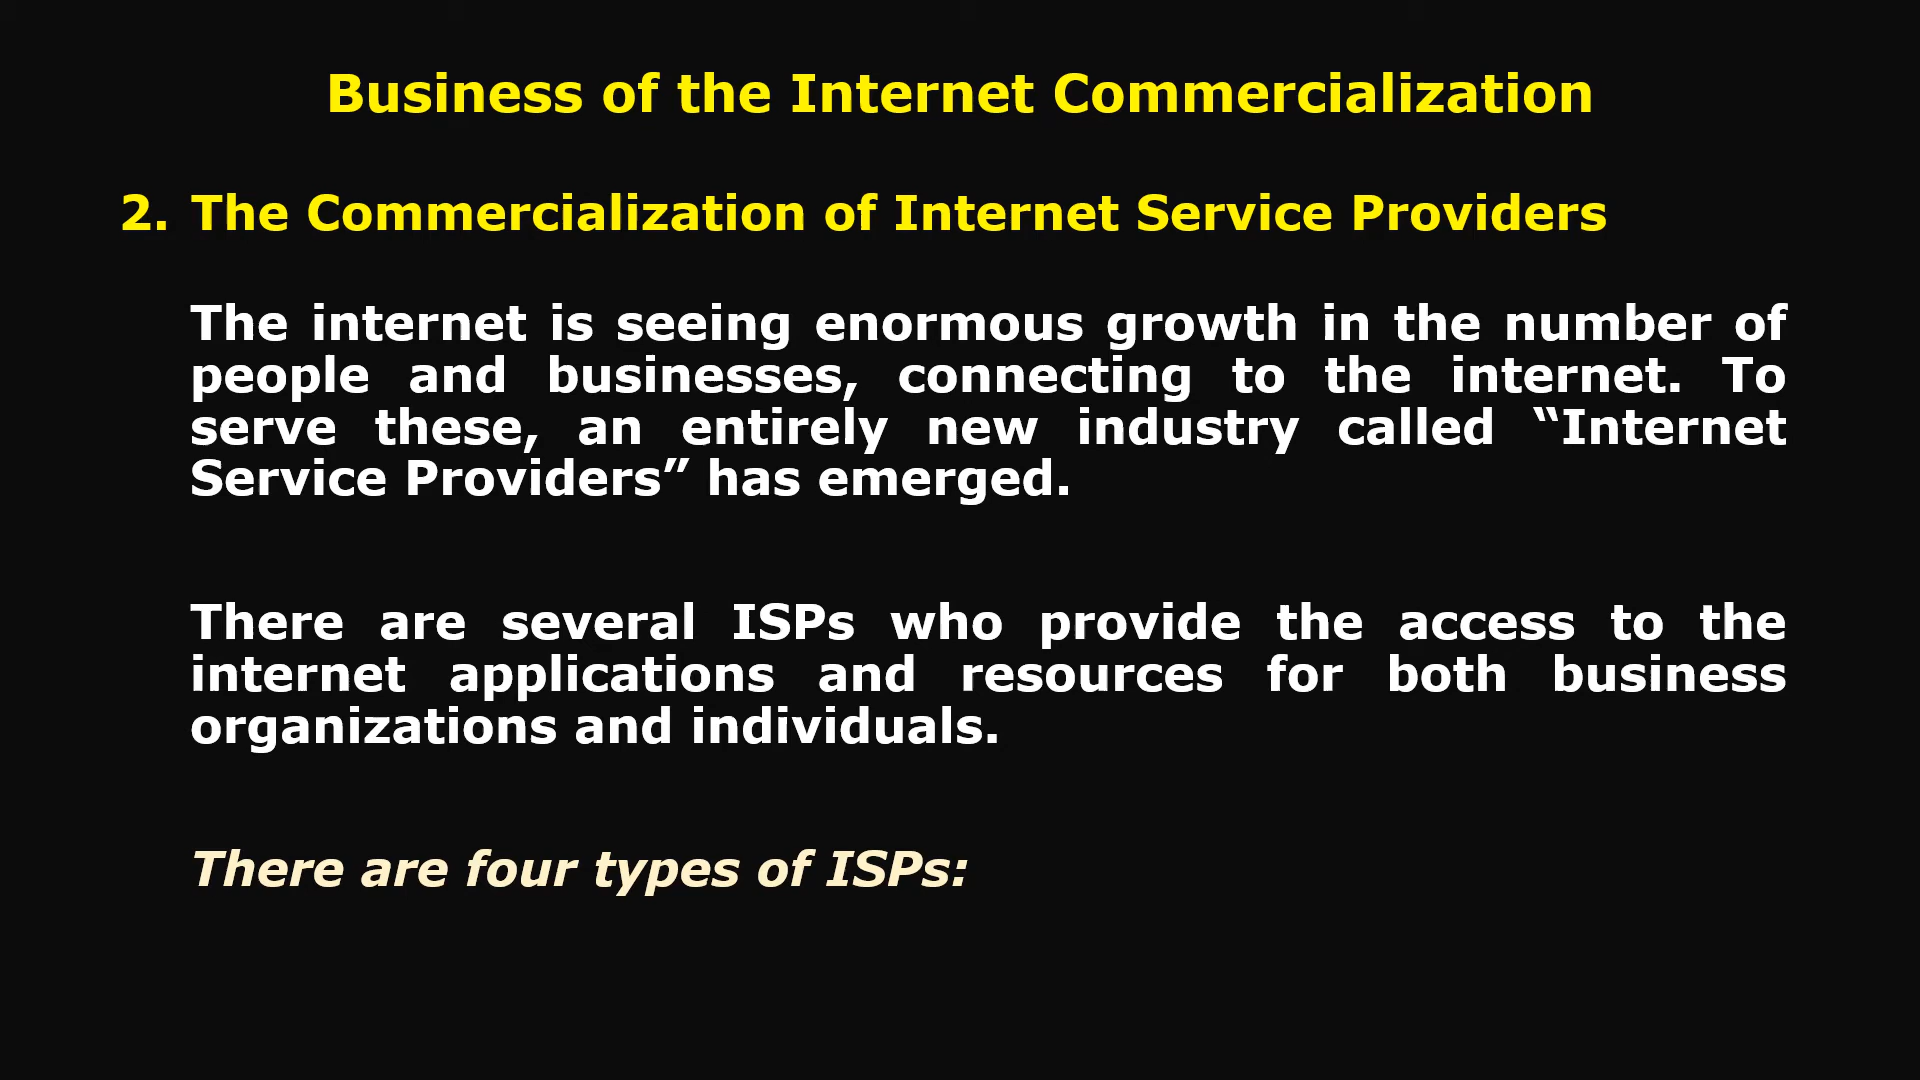 Business of the Internet Commercialization
2. The Commercialization of Internet Service Providers
The internet is seeing enormous growth in the number of
people and businesses, connecting to the internet. To
serve these, an entirely new industry called “Internet
Service Providers” has emerged.
There are several ISPs who provide the access to the
internet applications and resources for both business
organizations and individuals.
There are four types of ISPs: